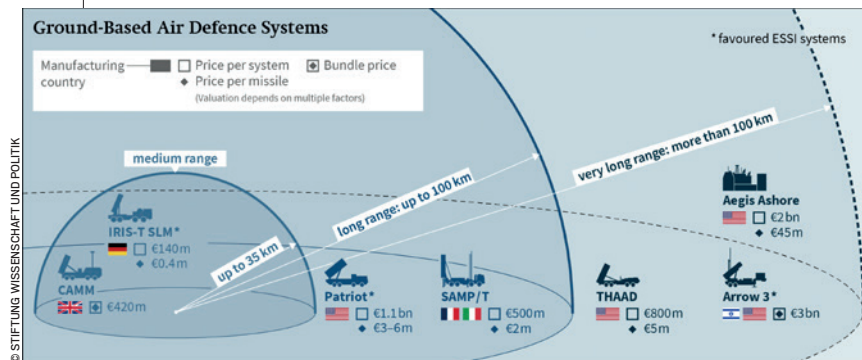 Ground-Based Air Defence Systems
* favoured ESSI systems
Manufacturing country
Price per system
Bundle price
Price per missile
(Valuation depends on multiple factors)
medium range
long range: up to 100 km
very long range: more than 100 km
up to 35 km
IRIS-T SLM*
€140m
€0.4m
CAMM
€420m
Patriot*
€1.1bn
€3–6m
SAMP/T
€500m
€2m
THAAD
€800m
€5m
Aegis Ashore
€2bn
€45m
Arrow 3*
€3bn
© STIFTUNG WISSENSCHAFT UND POLITIK